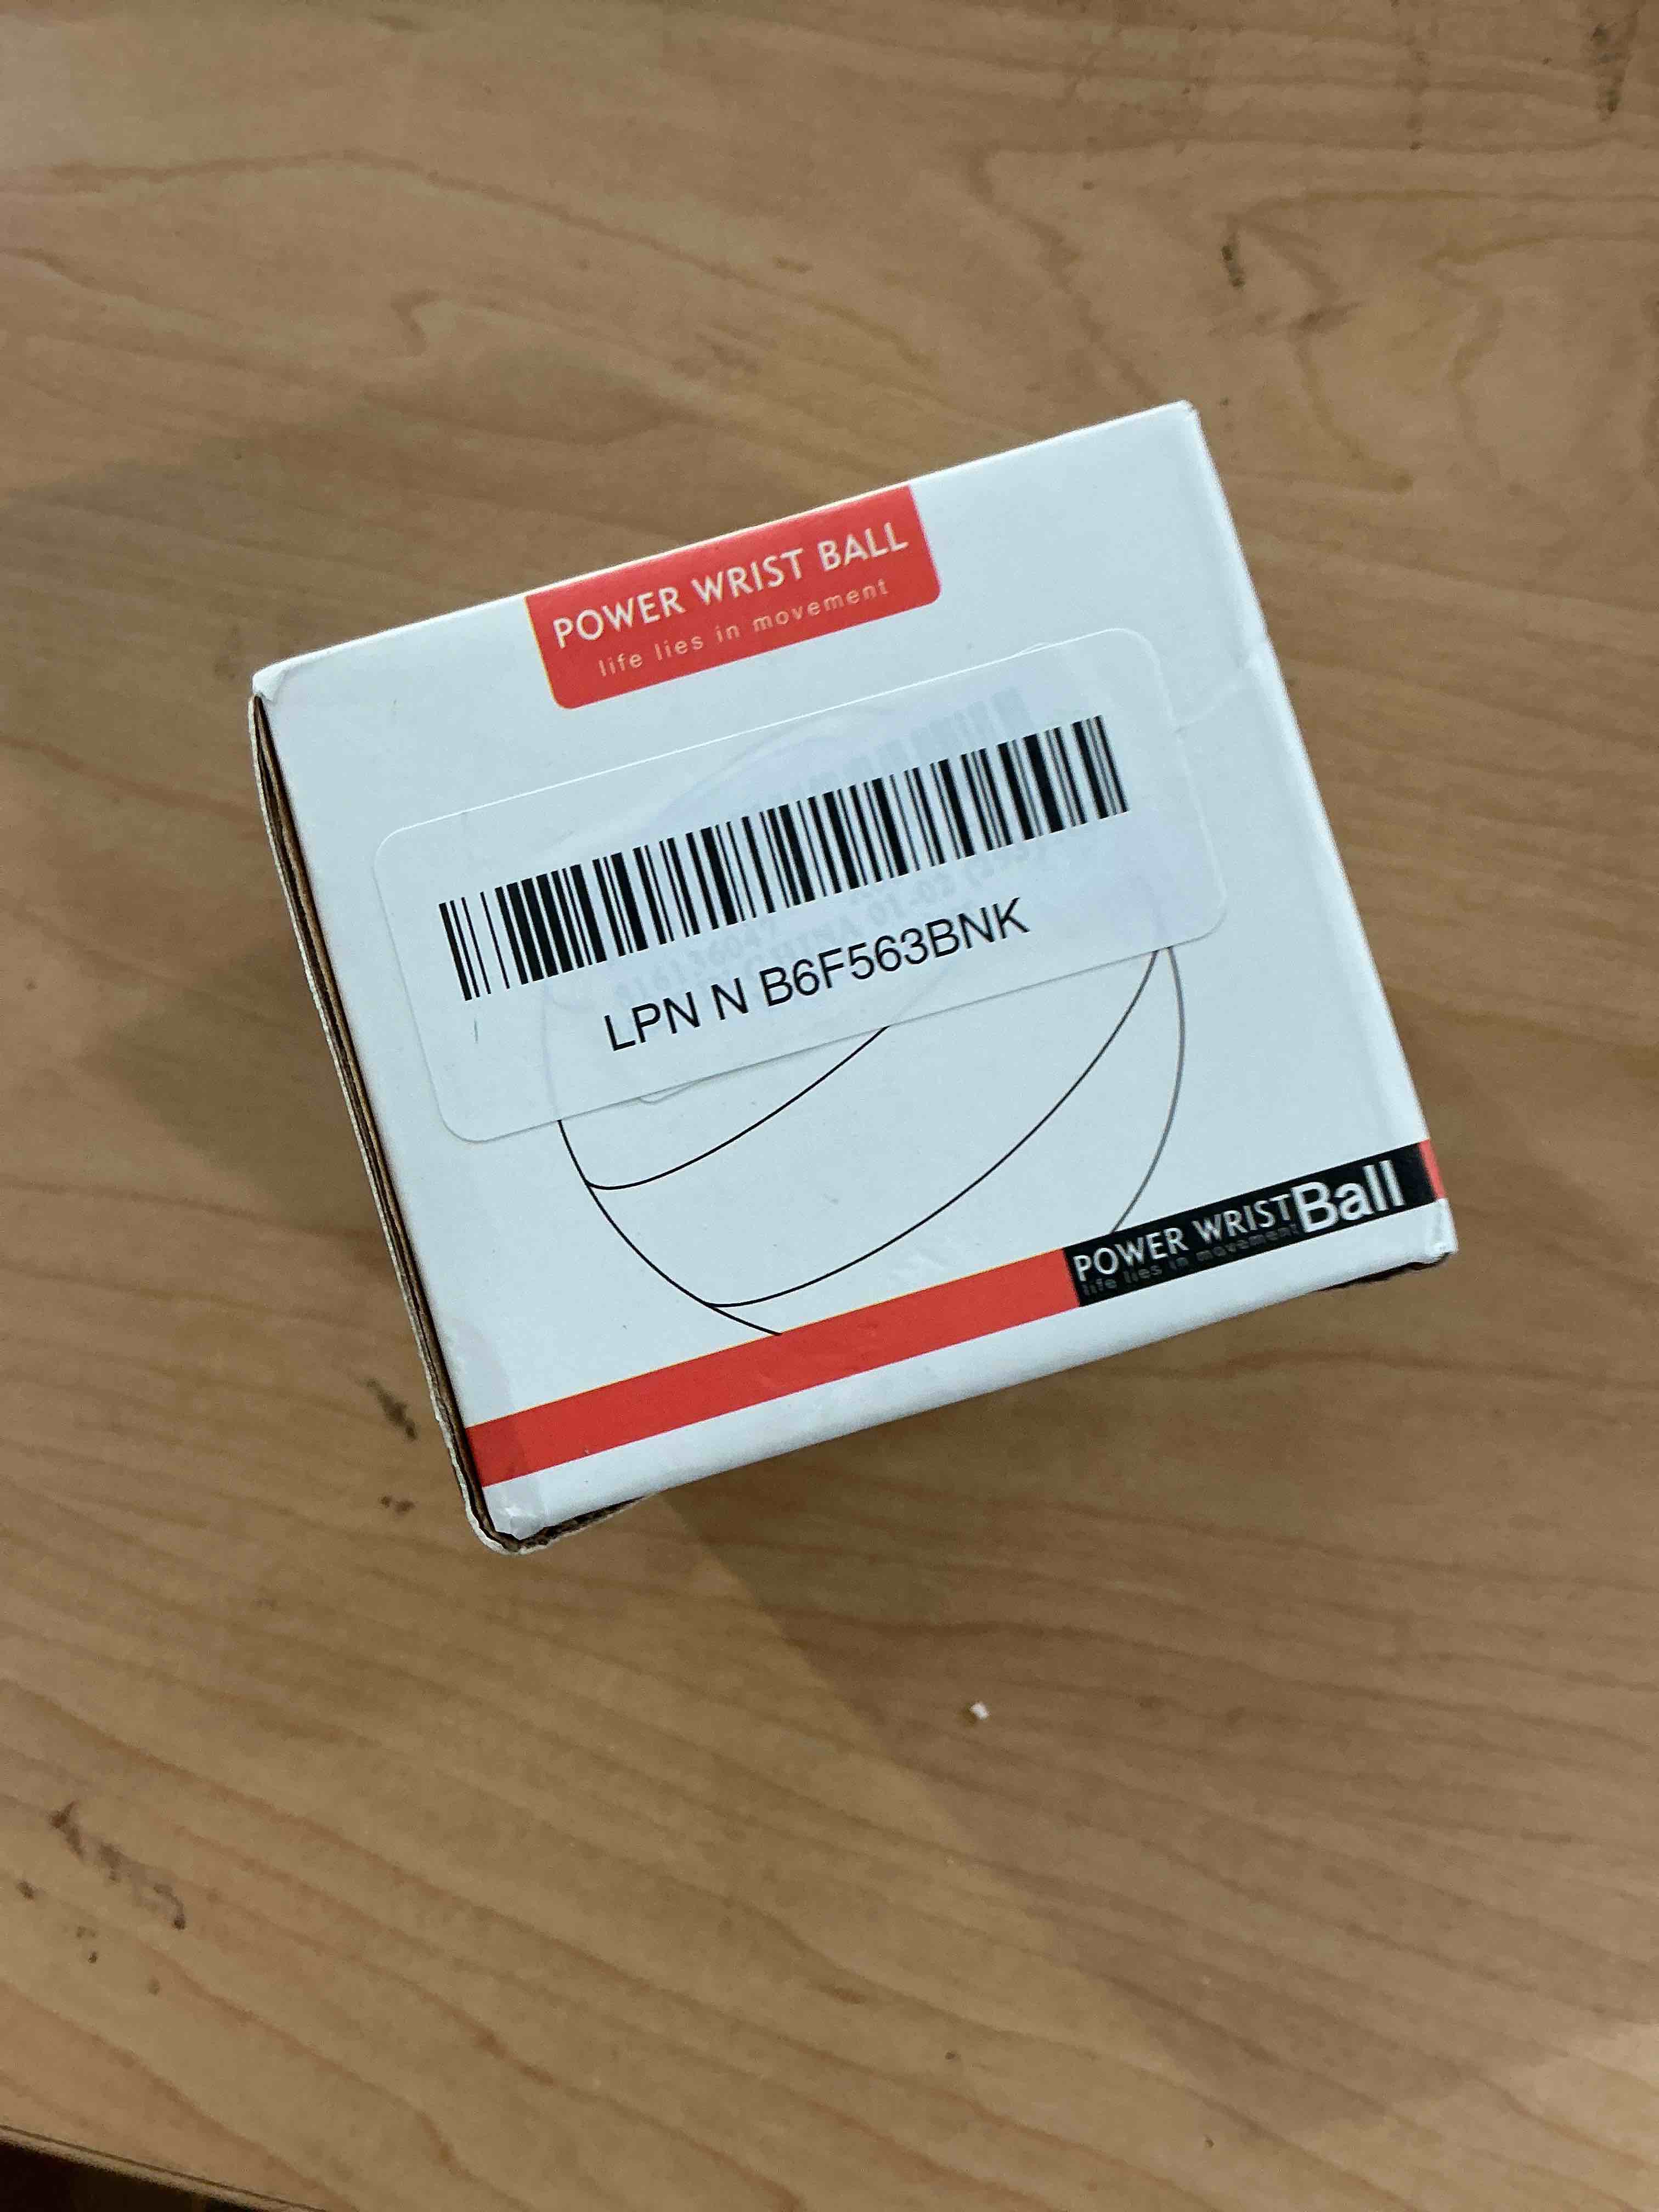 POWER WRIST BALL
life lies in movement
LPN N B6F563BNK
POWER WRIST Ball
life lies in movement